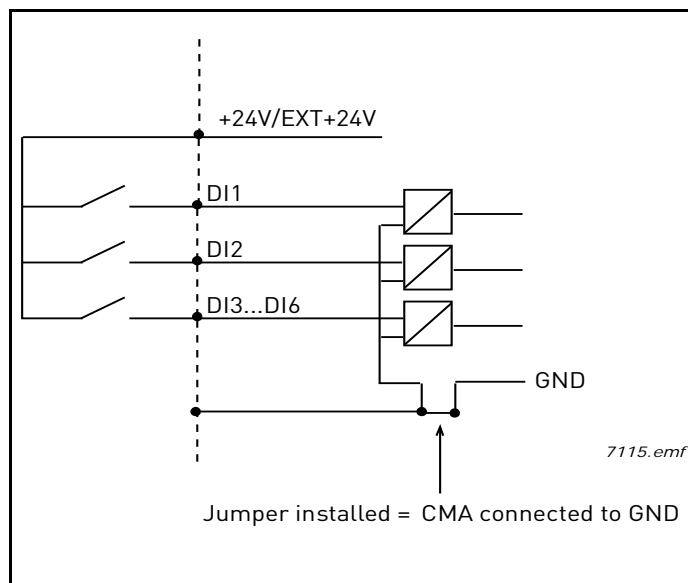 +24V/EXT+24V
DI1
DI2
DI3...DI6
GND
7115.emf
Jumper installed = CMA connected to GND